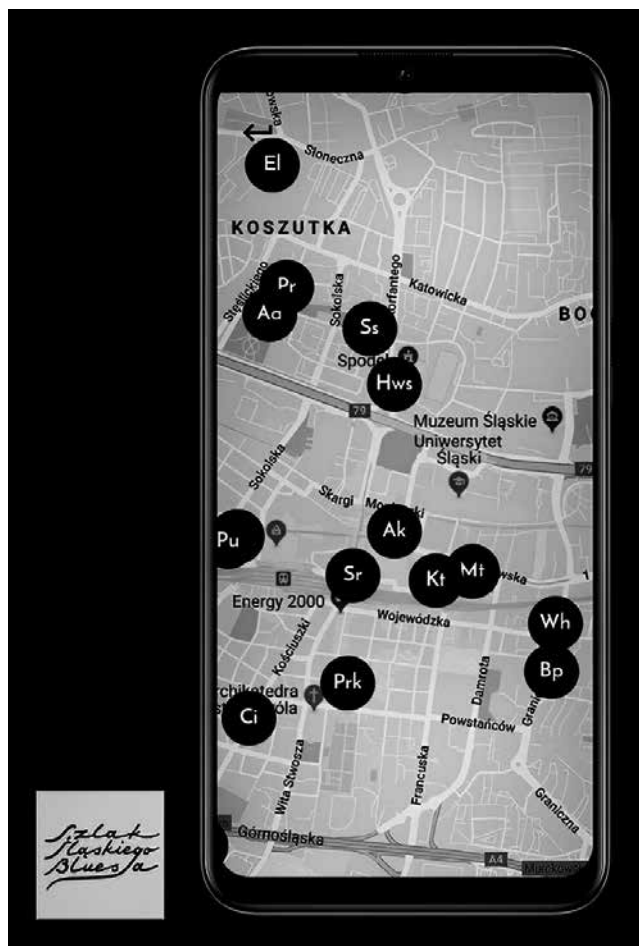 El
Słoneczna
KOSZUTKA
Pr
Aa
Sokolska
Katowicka
Ss
Spodek
Hws
79
Muzeum Śląskie
Uniwersytet
Śląski
79
Sokolska
Skargi
Ak
Pu
Sr
Kt
Mt
Energy 2000
Wojewódzka
Wh
Kościuszki
Bp
Prk
Damrota
Ci
Powstańców
Wita Stwosza
Francuska
Graniczna
Górnośląska
A4
Szlak
Śląskiego
Bluesa